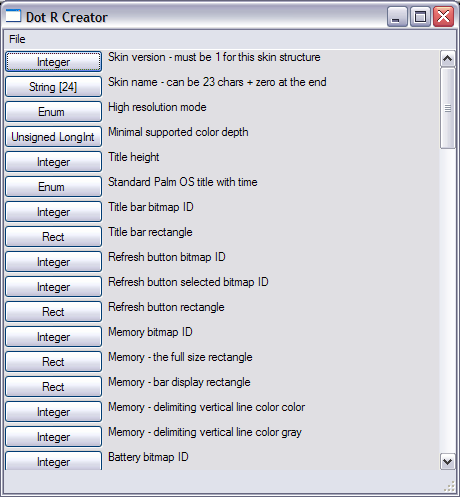 Dot R Creator
File
Integer Skin version - must be 1 for this skin structure
String [24] Skin name - can be 23 chars + zero at the end
Enum High resolution mode
Unsigned LongInt Minimal supported color depth
Integer Title height
Enum Standard Palm OS title with time
Integer Title bar bitmap ID
Rect Title bar rectangle
Integer Refresh button bitmap ID
Integer Refresh button selected bitmap ID
Rect Refresh button rectangle
Integer Memory bitmap ID
Rect Memory - the full size rectangle
Rect Memory - bar display rectangle
Integer Memory - delimiting vertical line color color
Integer Memory - delimiting vertical line color gray
Integer Battery bitmap ID